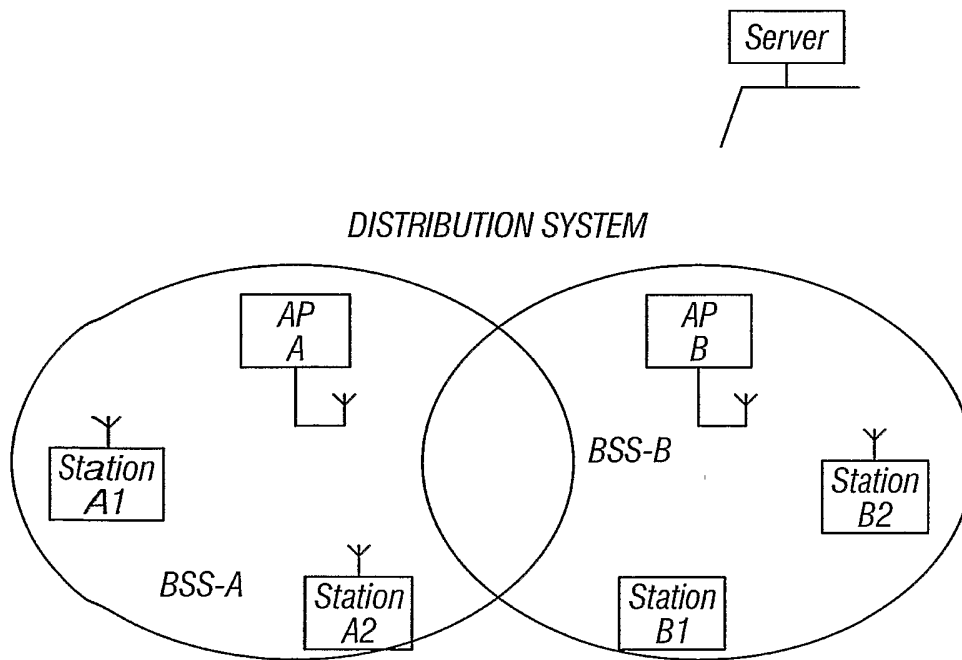 Server
DISTRIBUTION SYSTEM
AP
A
AP
B
Station
A1
BSS-B
Station
B2
BSS-A
Station
A2
Station
B1